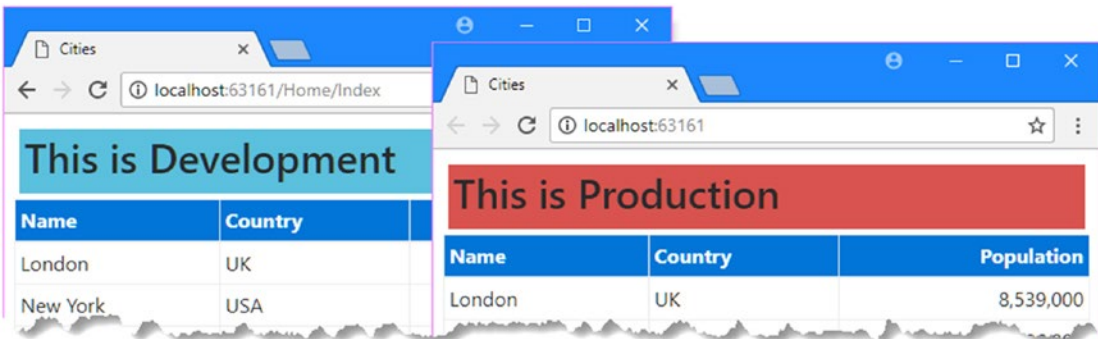 Cities
localhost:63161/Home/Index
This is Development
Name Country
London UK
New York USA
Cities
localhost:63161
This is Production
Name Country Population
London UK 8,539,000